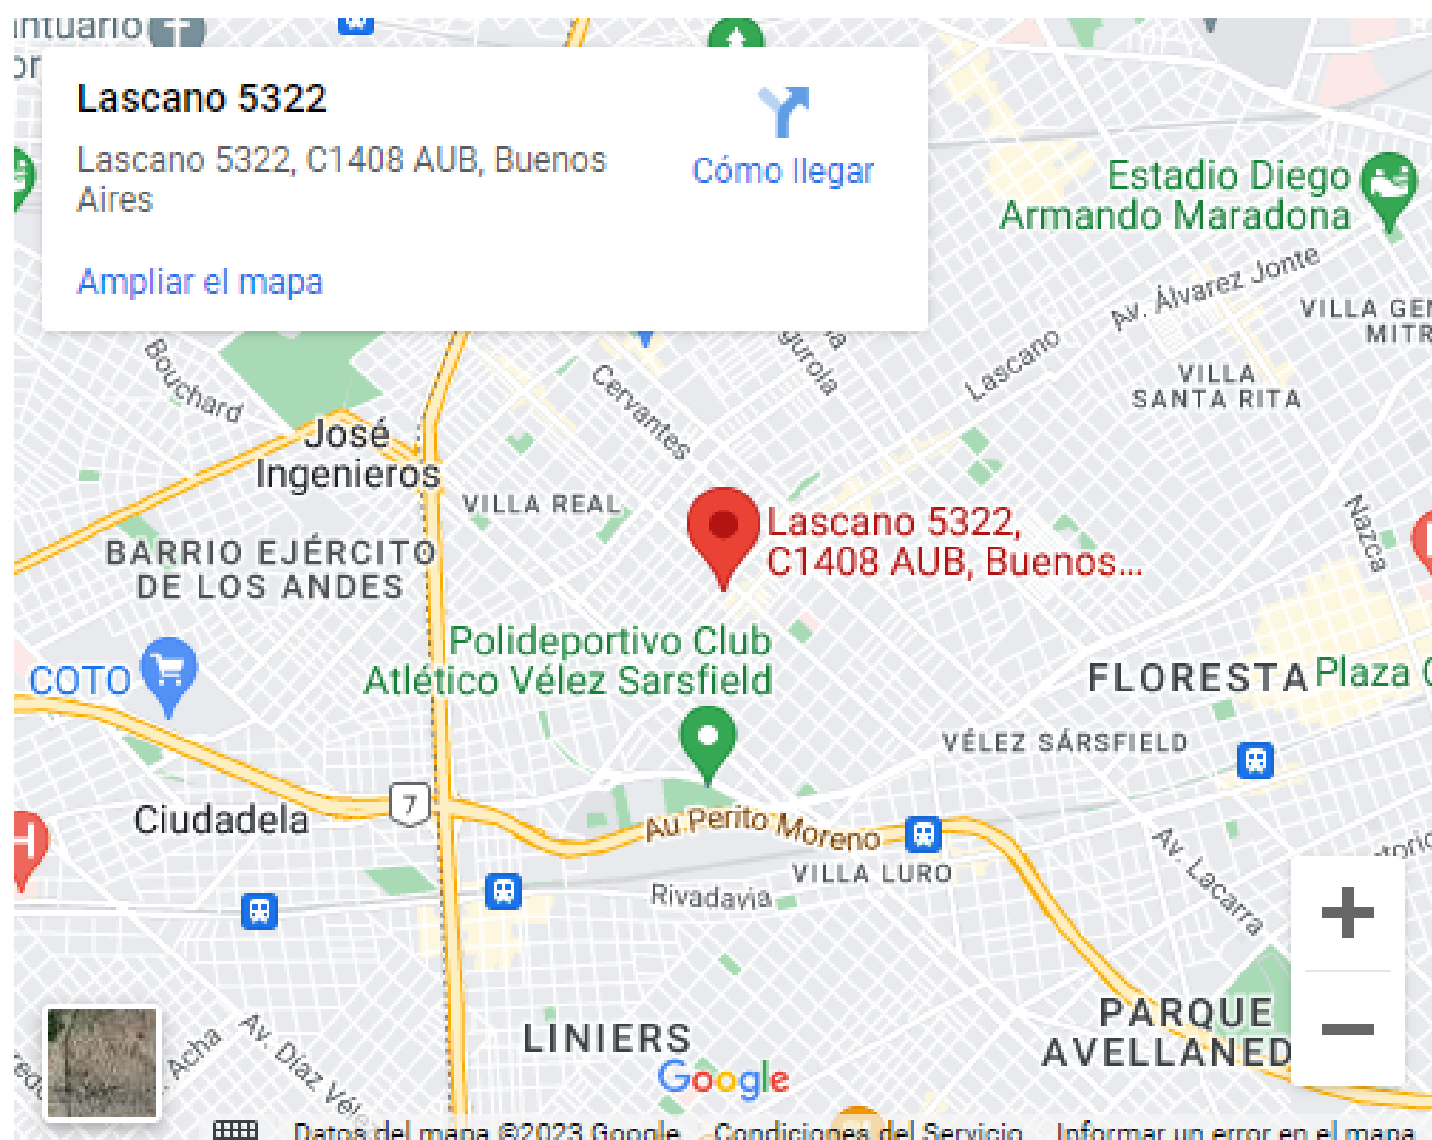 Lascano 5322
Lascano 5322, C1408 AUB, Buenos
Aires
Cómo llegar
Ampliar el mapa
Estadio Diego
Armando Maradona
Av. Álvarez Jonte
VILLA
SANTA RITA
Lascano
Bouchard
Cervantes
José
Ingenieros
VILLA REAL
Lascano 5322,
C1408 AUB, Buenos...
Nazca
BARRIO EJÉRCITO
DE LOS ANDES
Polideportivo Club
Atlético Vélez Sarsfield
COTO
FLORESTA
Plaza
VÉLEZ SÁRSFIELD
7
Ciudadela
Au Perito Moreno
VILLA LURO
Rivadavia
Av. Lacarra
PARQUE
AVELLANED
LINIERS
Acha
Av. Díaz Vél
Google
Datos del mapa ©2023 Google
Condiciones del Servicio
Informar un error en el mapa